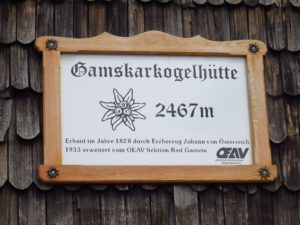 Gamskarkogelhütte
2467m
Erbaut im Jahre 1828 durch Erzherzog Johann von Österreich
1933 erweitert vom OEAV Sektion Bad Gastein
OEAV